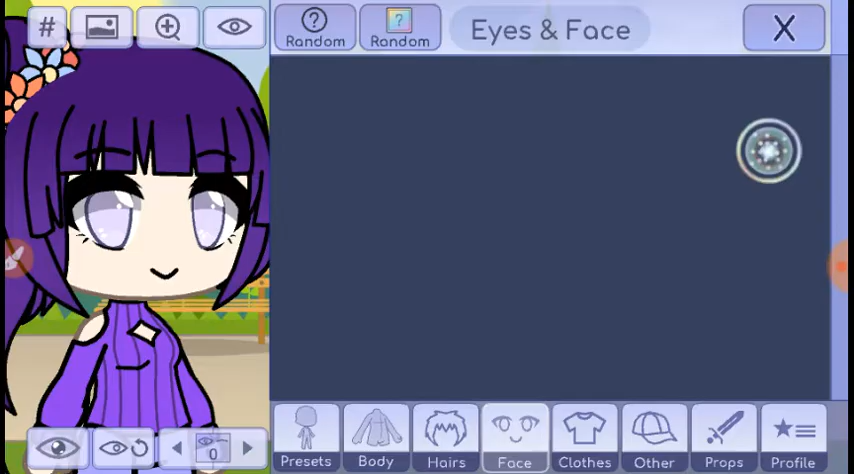 #
Random
Random
Eyes & Face
X
0
Presets
Body
Hairs
Face
Clothes
Other
Props
Profile